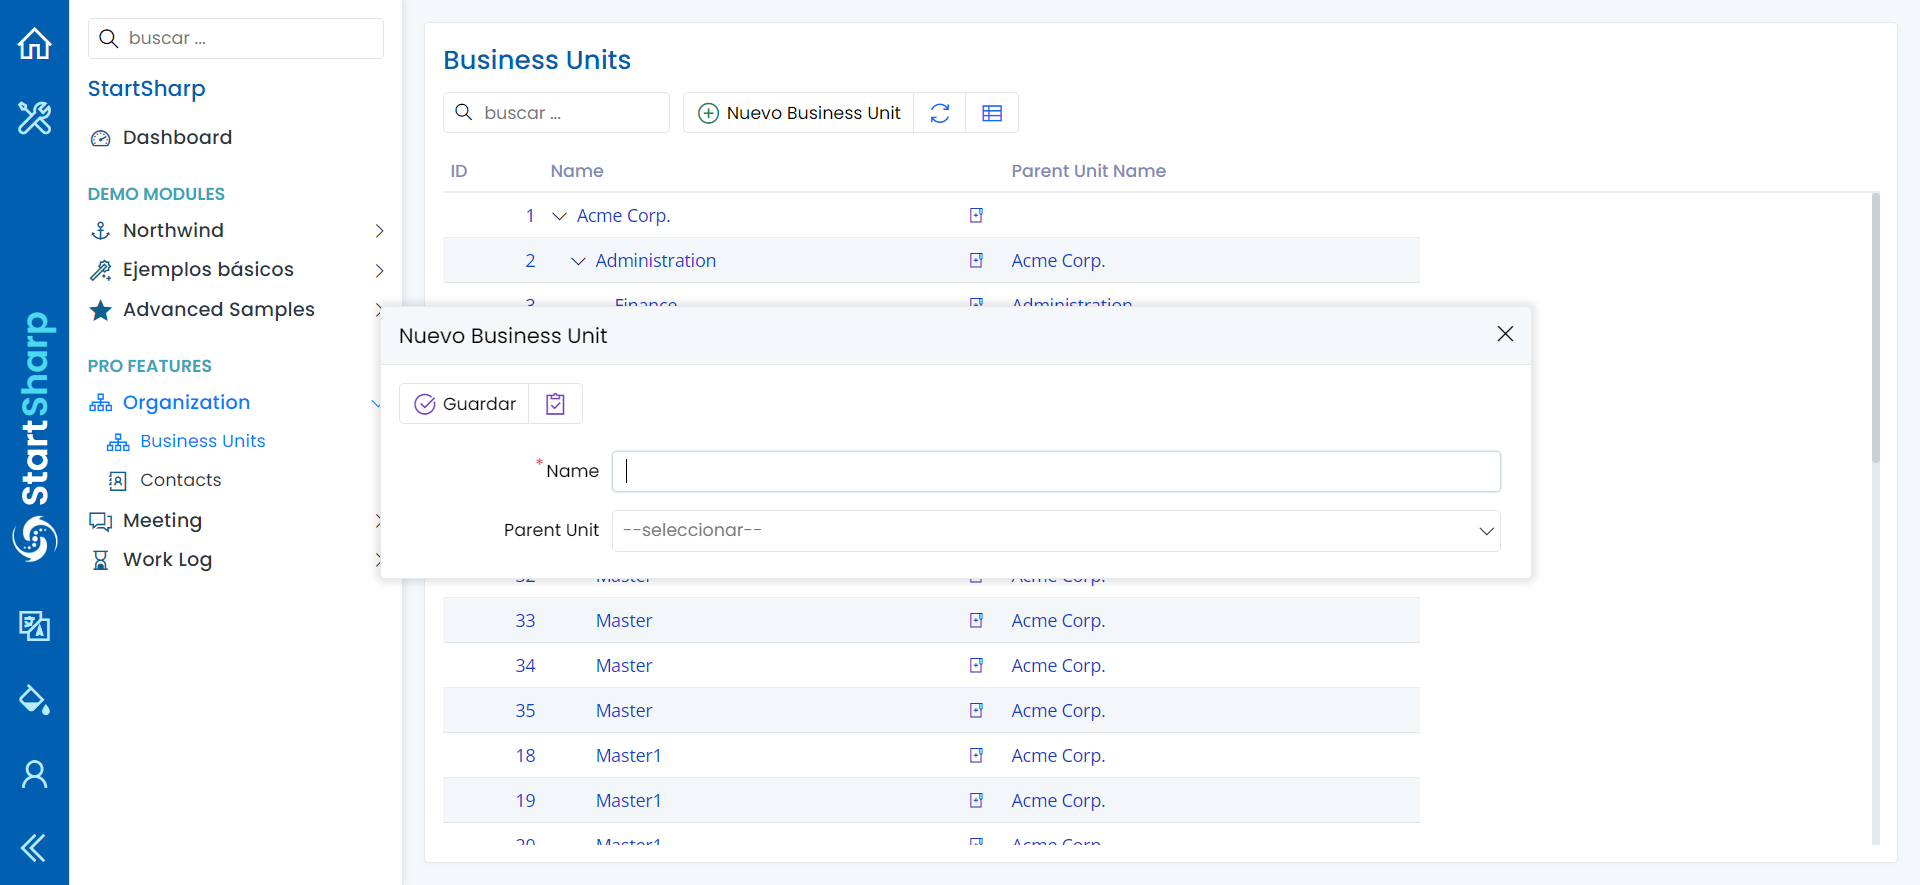 buscar ...
StartSharp
Dashboard
DEMO MODULES
Northwind
Ejemplos básicos
Advanced Samples
PRO FEATURES
Organization
Business Units
Contacts
Meeting
Work Log
StartSharp
Business Units
buscar ...
Nuevo Business Unit
ID Name Parent Unit Name
1 Acme Corp.
2 Administration Acme Corp.
3 Finance Administration
Nuevo Business Unit
Guardar
* Name
Parent Unit --seleccionar--
32 Master Acme Corp.
33 Master Acme Corp.
34 Master Acme Corp.
35 Master Acme Corp.
18 Master1 Acme Corp.
19 Master1 Acme Corp.
20 Master1 Acme Corp.